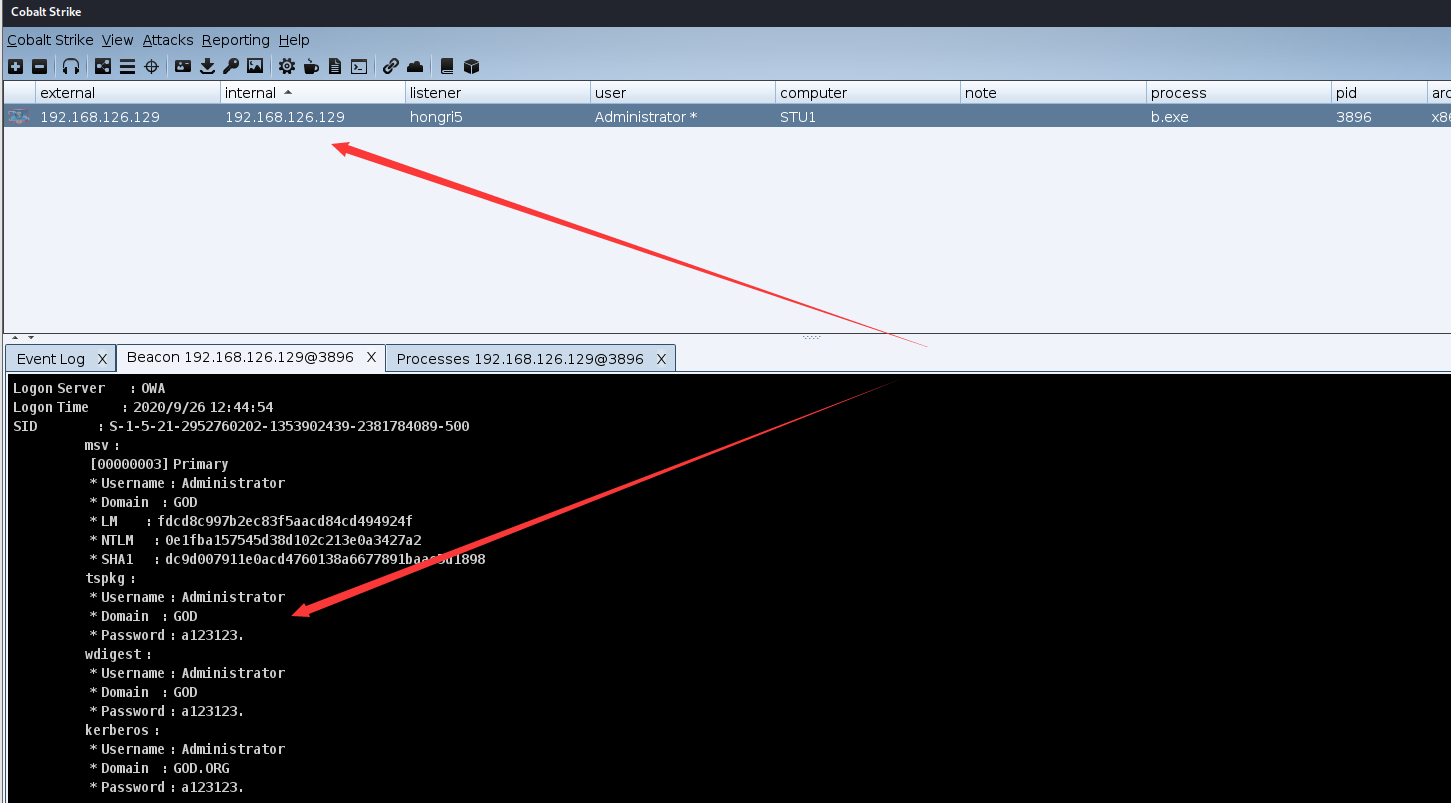 Cobalt Strike
Cobalt Strike View Attacks Reporting Help
external internal listener user computer note process pid arc
192.168.126.129 192.168.126.129 hongri5 Administrator * STU1 b.exe 3896 x86
Event Log X Beacon 192.168.126.129@3896 X Processes 192.168.126.129@3896 X
Logon Server : OWA
Logon Time : 2020/9/26 12:44:54
SID : S-1-5-21-2952760202-1353902439-2381784089-500
msv :
[00000003] Primary
* Username : Administrator
* Domain : GOD
* LM : fdcd8c997b2ec83f5aacd84cd494924f
* NTLM : 0e1fba157545d38d102c213e0a3427a2
* SHA1 :
tspkg :
* Username : Administrator
* Domain : GOD
* Password : a123123.
wdigest :
* Username : Administrator
* Domain : GOD
* Password : a123123.
kerberos :
* Username : Administrator
* Domain : GOD.ORG
* Password : a123123.